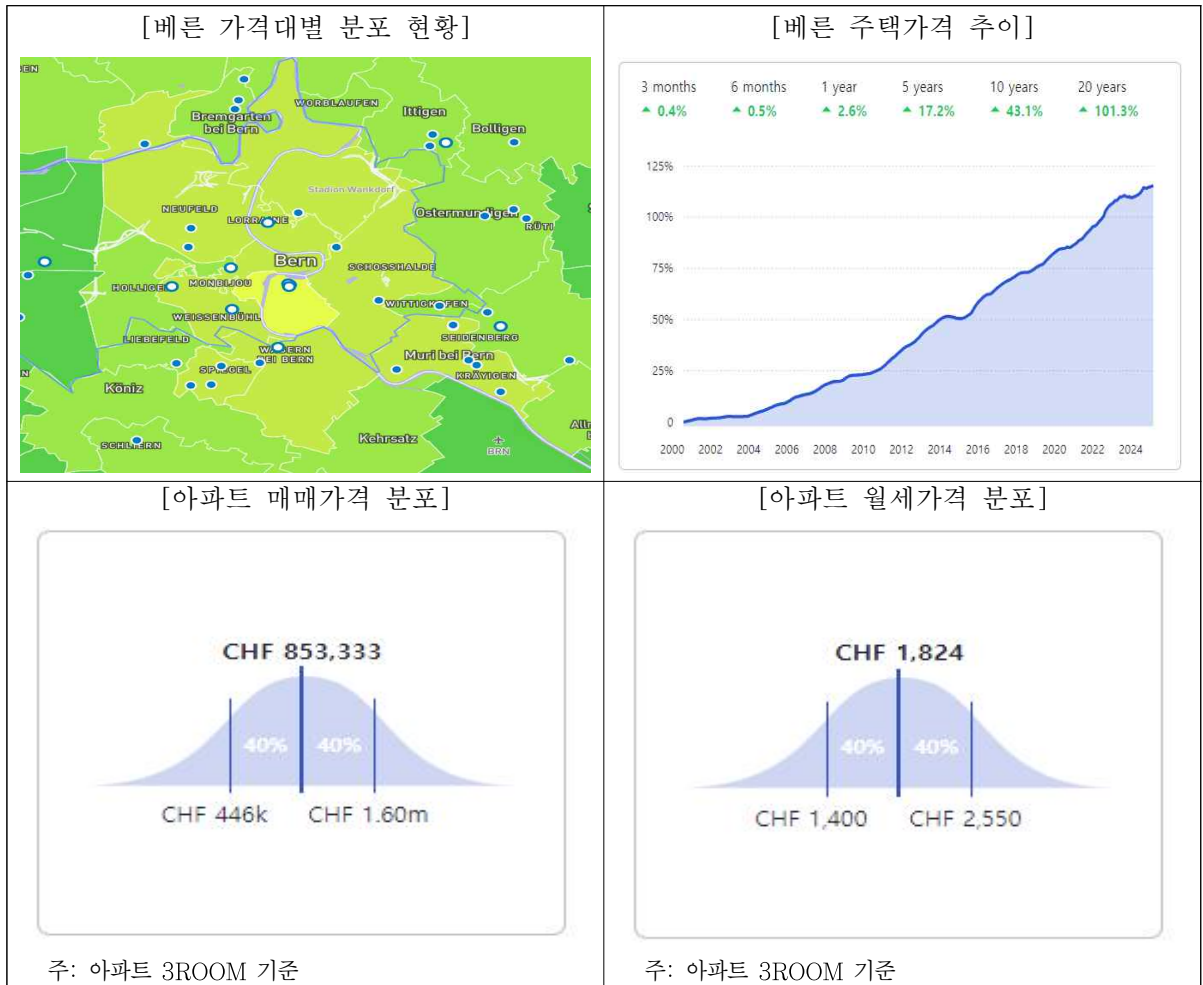 [베른 가격대별 분포 현황]
EN
WORBLAUFEN
Ittigen
Bremgarten
bei Bern
Bolligen
Stadion Wankdorf
NEUFELD
LORRAINE
Ostermundigen
RÜTI
Bern
SCHOSSHALDE
HOLLIGEN
MONBIJOU
WITTIGKOFEN
WEISSENBÜHL
SEIDENBERG
LIEBEFELD
WABERN
BEI BERN
Muri bei Bern
SPIEGEL
KRÄYIGEN
Köniz
SCHLIERN
Kehrsatz
BRN
[베른 주택가격 추이]
3 months 6 months 1 year 5 years 10 years 20 years
▲ 0.4% ▲ 0.5% ▲ 2.6% ▲ 17.2% ▲ 43.1% ▲ 101.3%
125%
100%
75%
50%
25%
0
2000 2002 2004 2006 2008 2010 2012 2014 2016 2018 2020 2022 2024
[아파트 매매가격 분포]
CHF 853,333
40% 40%
CHF 446k CHF 1.60m
주: 아파트 3ROOM 기준
[아파트 월세가격 분포]
CHF 1,824
40% 40%
CHF 1,400 CHF 2,550
주: 아파트 3ROOM 기준